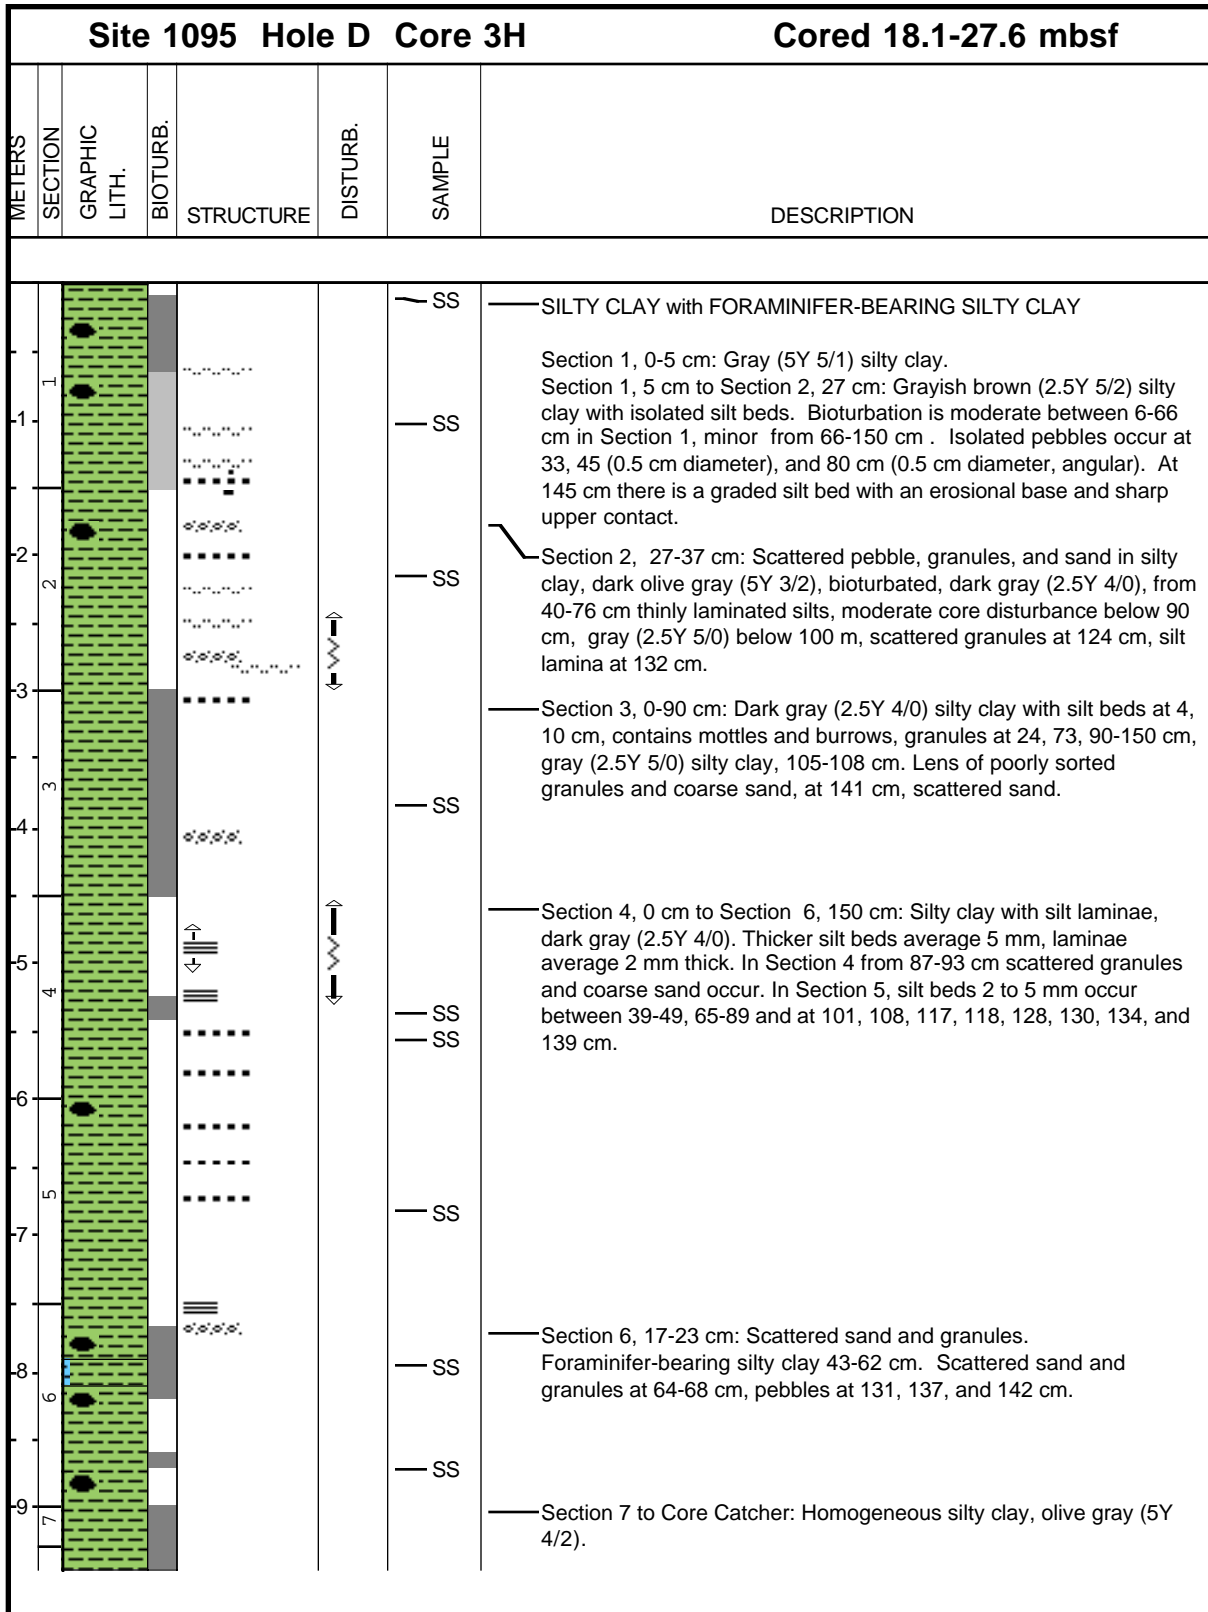 Site 1095 Hole D Core 3H Cored 18.1-27.6 mbsf
METERS
SECTION
GRAPHIC
LITH.
BIOTURB.
STRUCTURE
DISTURB.
SAMPLE
DESCRIPTION
SS
SILTY CLAY with FORAMINIFER-BEARING SILTY CLAY
Section 1, 0-5 cm: Gray (5Y 5/1) silty clay.
1
Section 1, 5 cm to Section 2, 27 cm: Grayish brown (2.5Y 5/2) silty
clay with isolated silt beds. Bioturbation is moderate between 6-66
1
SS
cm in Section 1, minor from 66-150 cm . Isolated pebbles occur at
33, 45 (0.5 cm diameter), and 80 cm (0.5 cm diameter, angular). At
145 cm there is a graded silt bed with an erosional base and sharp
upper contact.
2
Section 2, 27-37 cm: Scattered pebble, granules, and sand in silty
2
SS
clay, dark olive gray (5Y 3/2), bioturbated, dark gray (2.5Y 4/0), from
40-76 cm thinly laminated silts, moderate core disturbance below 90
cm, gray (2.5Y 5/0) below 100 m, scattered granules at 124 cm, silt
lamina at 132 cm.
3
Section 3, 0-90 cm: Dark gray (2.5Y 4/0) silty clay with silt beds at 4,
10 cm, contains mottles and burrows, granules at 24, 73, 90-150 cm,
gray (2.5Y 5/0) silty clay, 105-108 cm. Lens of poorly sorted
3
granules and coarse sand, at 141 cm, scattered sand.
SS
4
Section 4, 0 cm to Section 6, 150 cm: Silty clay with silt laminae,
dark gray (2.5Y 4/0). Thicker silt beds average 5 mm, laminae
5
average 2 mm thick. In Section 4 from 87-93 cm scattered granules
4
and coarse sand occur. In Section 5, silt beds 2 to 5 mm occur
SS
between 39-49, 65-89 and at 101, 108, 117, 118, 128, 130, 134, and
SS
139 cm.
6
5
SS
7
Section 6, 17-23 cm: Scattered sand and granules.
8
SS
Foraminifer-bearing silty clay 43-62 cm. Scattered sand and
6
granules at 64-68 cm, pebbles at 131, 137, and 142 cm.
SS
9
Section 7 to Core Catcher: Homogeneous silty clay, olive gray (5Y
7
4/2).